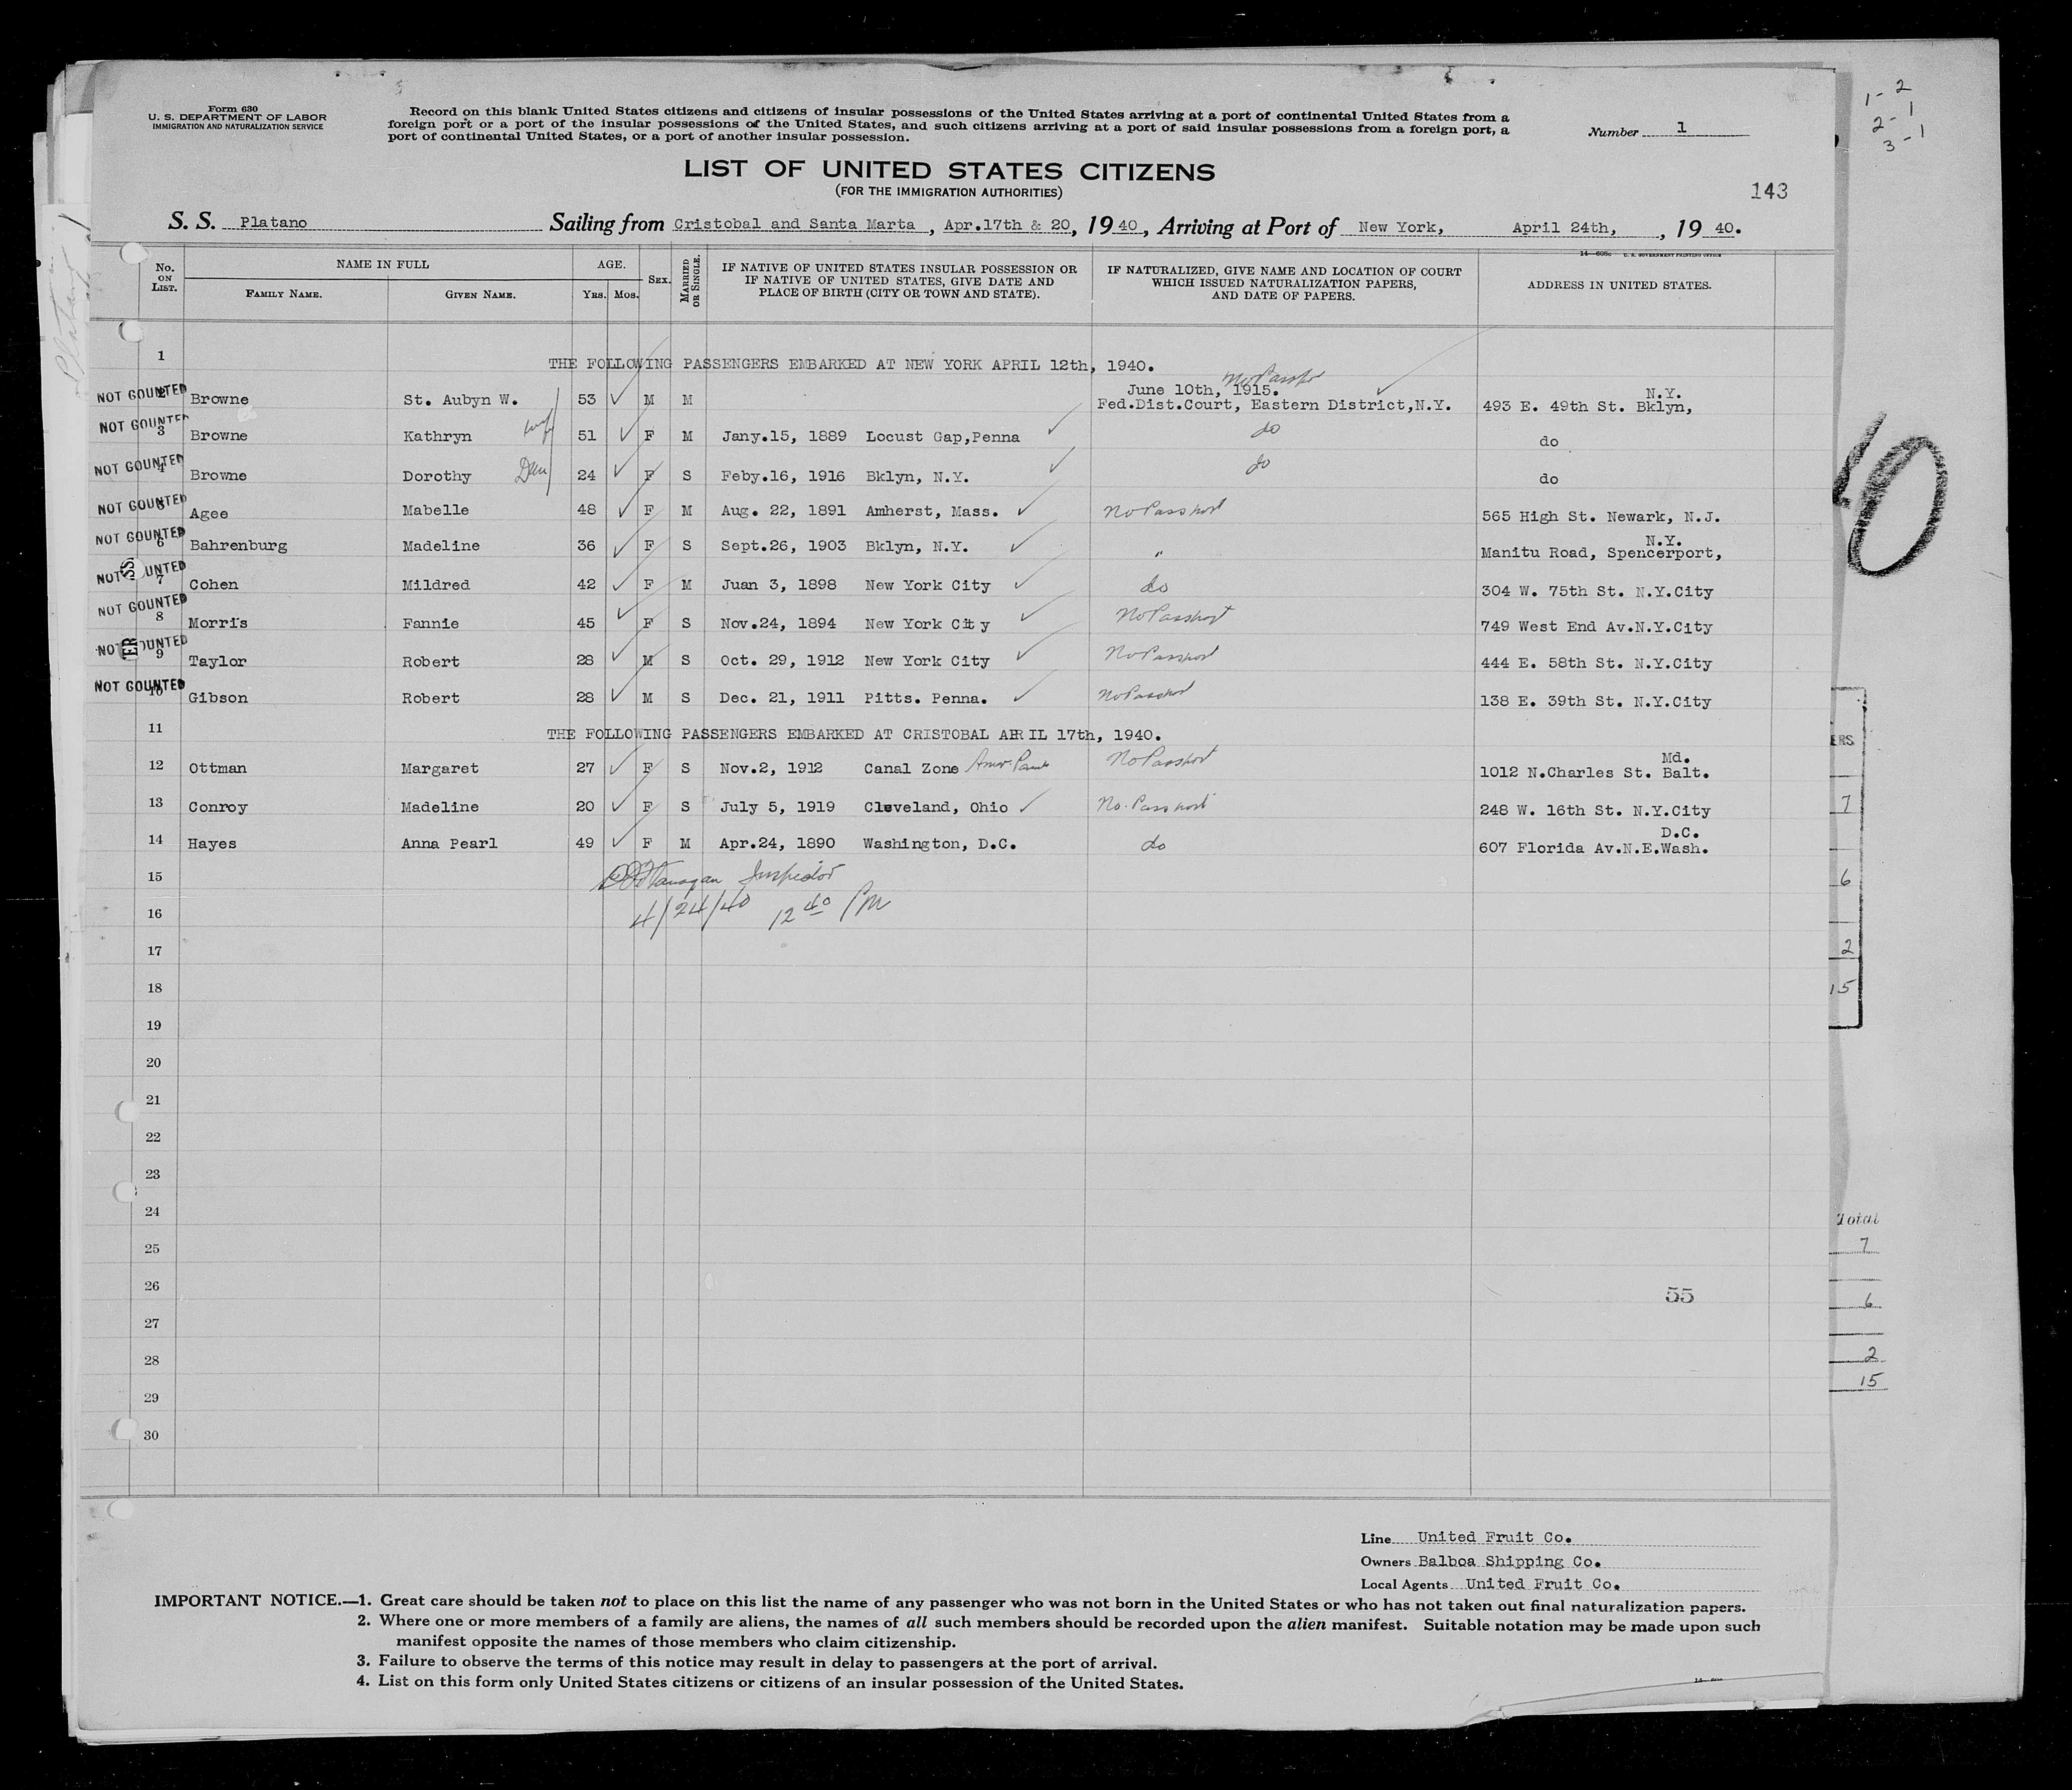 Form 630
U. S. DEPARTMENT OF LABOR
IMMIGRATION AND NATURALIZATION SERVICE
Record on this blank United States citizens and citizens of insular possessions of the United States arriving at a port of continental United States from a
foreign port or a port of the insular possessions of the United States, and such citizens arriving at a port of said insular possessions from a foreign port, a
port of continental United States, or a port of another insular possession.
Number 1
1- 2
2- 1
3 -1
LIST OF UNITED STATES CITIZENS
(FOR THE IMMIGRATION AUTHORITIES)
143
S. S. Platano Sailing from Cristobal and Santa Marta, Apr.17th & 20, 1940, Arriving at Port of New York, April 24th, , 1940.
No. ON LIST. NAME IN FULL FAMILY NAME. GIVEN NAME. AGE. YRS. MOS. SEX. MARRIED OR SINGLE. IF NATIVE OF UNITED STATES INSULAR POSSESSION OR IF NATIVE OF UNITED STATES, GIVE DATE AND PLACE OF BIRTH (CITY OR TOWN AND STATE). IF NATURALIZED, GIVE NAME AND LOCATION OF COURT WHICH ISSUED NATURALIZATION PAPERS, AND DATE OF PAPERS. ADDRESS IN UNITED STATES.
1 THE FOLLOWING PASSENGERS EMBARKED AT NEW YORK APRIL 12th, 1940.
No Passpo
June 10th, 1915. N.Y.
NOT COUNTED 2 Browne St. Aubyn W. 53 M M Fed.Dist.Court, Eastern District,N.Y. 493 E. 49th St. Bklyn,
NOT COUNTED 3 Browne Kathryn wife 51 F M Jany.15, 1889 Locust Gap,Penna do do
NOT COUNTED 4 Browne Dorothy Dau 24 F S Feby.16, 1916 Bklyn, N.Y. do do
NOT COUNTED 5 Agee Mabelle 48 F M Aug. 22, 1891 Amherst, Mass. No Passport 565 High St. Newark, N.J.
N.Y.
NOT COUNTED 6 Bahrenburg Madeline 36 F S Sept.26, 1903 Bklyn, N.Y. " Manitu Road, Spencerport,
NOT COUNTED 7 Cohen Mildred 42 F M Juan 3, 1898 New York City do 304 W. 75th St. N.Y.City
NOT COUNTED 8 Morris Fannie 45 F S Nov.24, 1894 New York City No Passport 749 West End Av.N.Y.City
NOT COUNTED 9 Taylor Robert 28 M S Oct. 29, 1912 New York City No Passport 444 E. 58th St. N.Y.City
NOT COUNTED 10 Gibson Robert 28 M S Dec. 21, 1911 Pitts. Penna. No Passport 138 E. 39th St. N.Y.City
11 THE FOLLOWING PASSENGERS EMBARKED AT CRISTOBAL APRIL 17th, 1940.
Md.
12 Ottman Margaret 27 F S Nov.2, 1912 Canal Zone No Passport 1012 N.Charles St. Balt.
13 Conroy Madeline 20 F S July 5, 1919 Cleveland, Ohio No. Passport 248 W. 16th St. N.Y.City
D.C.
14 Hayes Anna Pearl 49 F M Apr.24, 1890 Washington, D.C. do 607 Florida Av.N.E.Wash.
15 Inspector
16 4/24/40 12 40 PM
17
18
19
20
21
22
23
24
25
26 55
27
28
29
30
ERS
7
6
2
15
Total
7
6
2
15
Line United Fruit Co.
Owners Balboa Shipping Co.
Local Agents United Fruit Co.
IMPORTANT NOTICE.—1. Great care should be taken not to place on this list the name of any passenger who was not born in the United States or who has not taken out final naturalization papers.
2. Where one or more members of a family are aliens, the names of all such members should be recorded upon the alien manifest. Suitable notation may be made upon such
manifest opposite the names of those members who claim citizenship.
3. Failure to observe the terms of this notice may result in delay to passengers at the port of arrival.
4. List on this form only United States citizens or citizens of an insular possession of the United States.